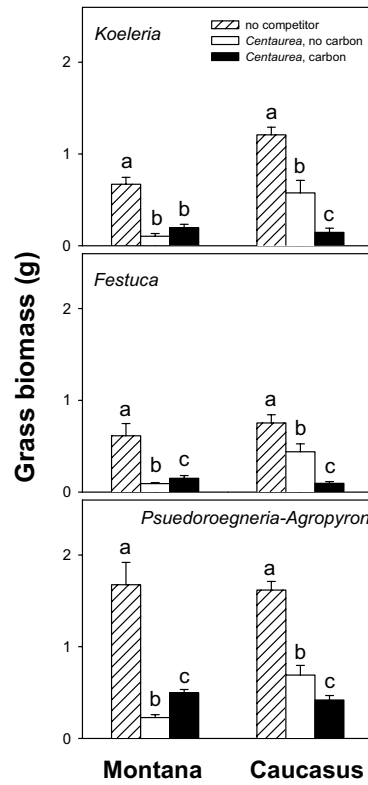 Koeleria
no competitor
Centaurea, no carbon
Centaurea, carbon
2
1
0
a
b
b
a
b
c
Festuca
2
1
0
a
b
c
a
b
c
Psuedoroegneria-Agropyron
2
1
0
a
b
c
a
b
c
Grass biomass (g)
Montana
Caucasus